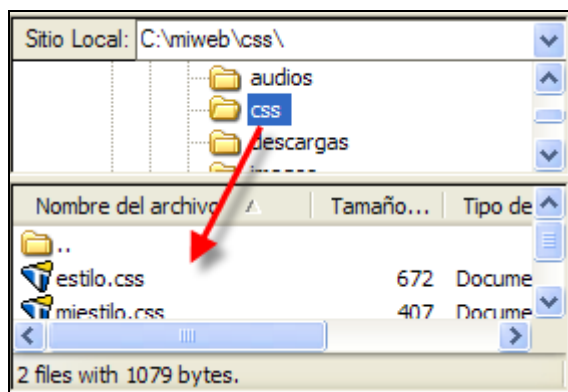 Sitio Local: C:\miweb\css\
audios
css
descargas
Nombre del archivo Tamaño... Tipo de
..
estilo.css 672 Docume
miestilo.css 407 Docume
2 files with 1079 bytes.